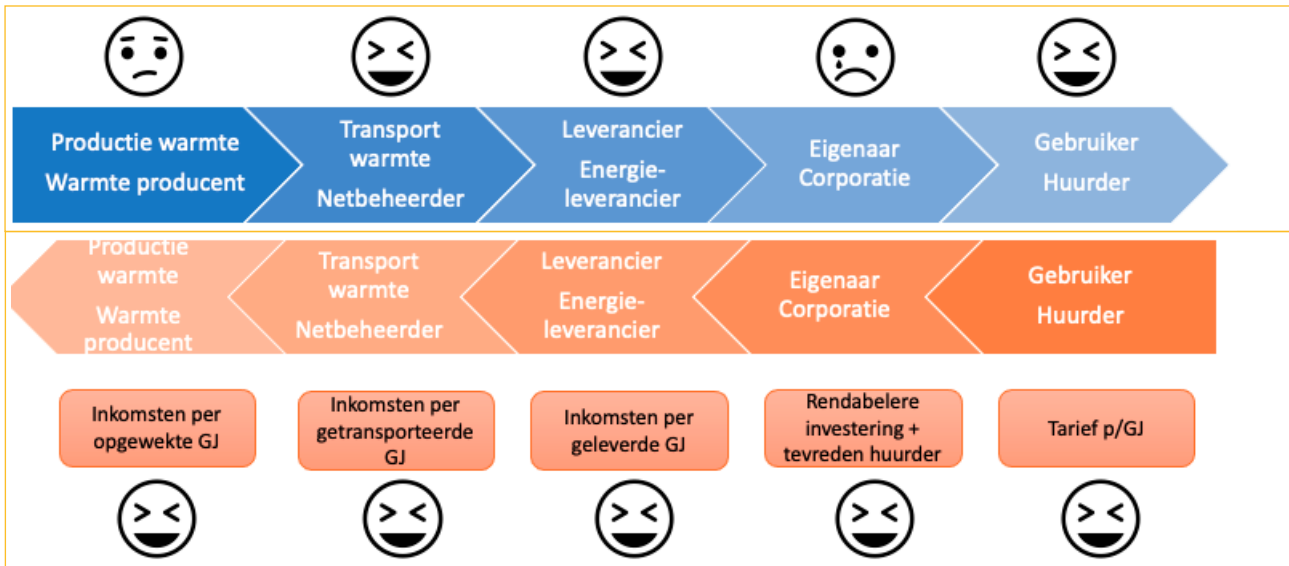 Productie warmte
Warmte producent
Transport
warmte
Netbeheerder
Leverancier
Energie-
leverancier
Eigenaar
Corporatie
Gebruiker
Huurder
Productie
warmte
Warmte
producent
Transport
warmte
Netbeheerder
Leverancier
Energie-
leverancier
Eigenaar
Corporatie
Gebruiker
Huurder
Inkomsten per
opgewekte GJ
Inkomsten per
getransporteerde
GJ
Inkomsten per
geleverde GJ
Rendabelere
investering +
tevreden huurder
Tarief p/GJ